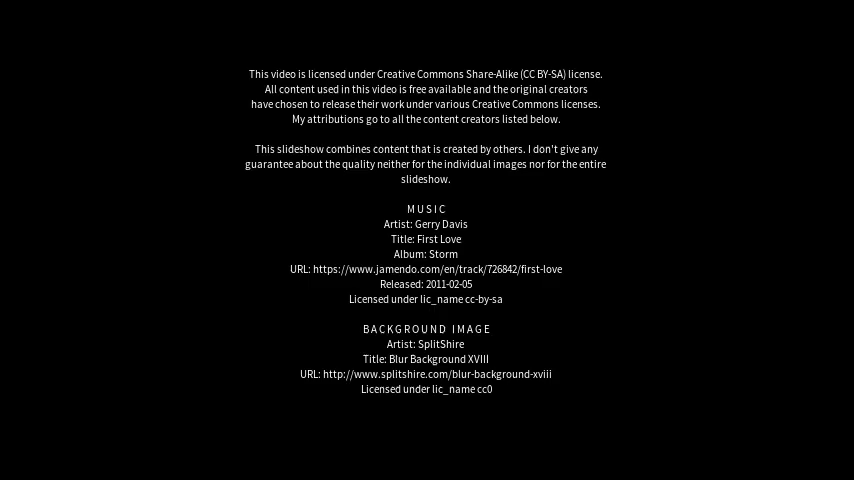 This video is licensed under Creative Commons Share-Alike (CC BY-SA) license.
All content used in this video is free available and the original creators
have chosen to release their work under various Creative Commons licenses.
My attributions go to all the content creators listed below.
This slideshow combines content that is created by others. I don't give any
guarantee about the quality neither for the individual images nor for the entire
slideshow.
MUSIC
Artist: Gerry Davis
Title: First Love
Album: Storm
URL: https://www.jamendo.com/en/track/726842/first-love
Released: 2011-02-05
Licensed under lic_name cc-by-sa
BACKGROUND IMAGE
Artist: SplitShire
Title: Blur Background XVIII
URL: http://www.splitshire.com/blur-background-xviii
Licensed under lic_name cc0